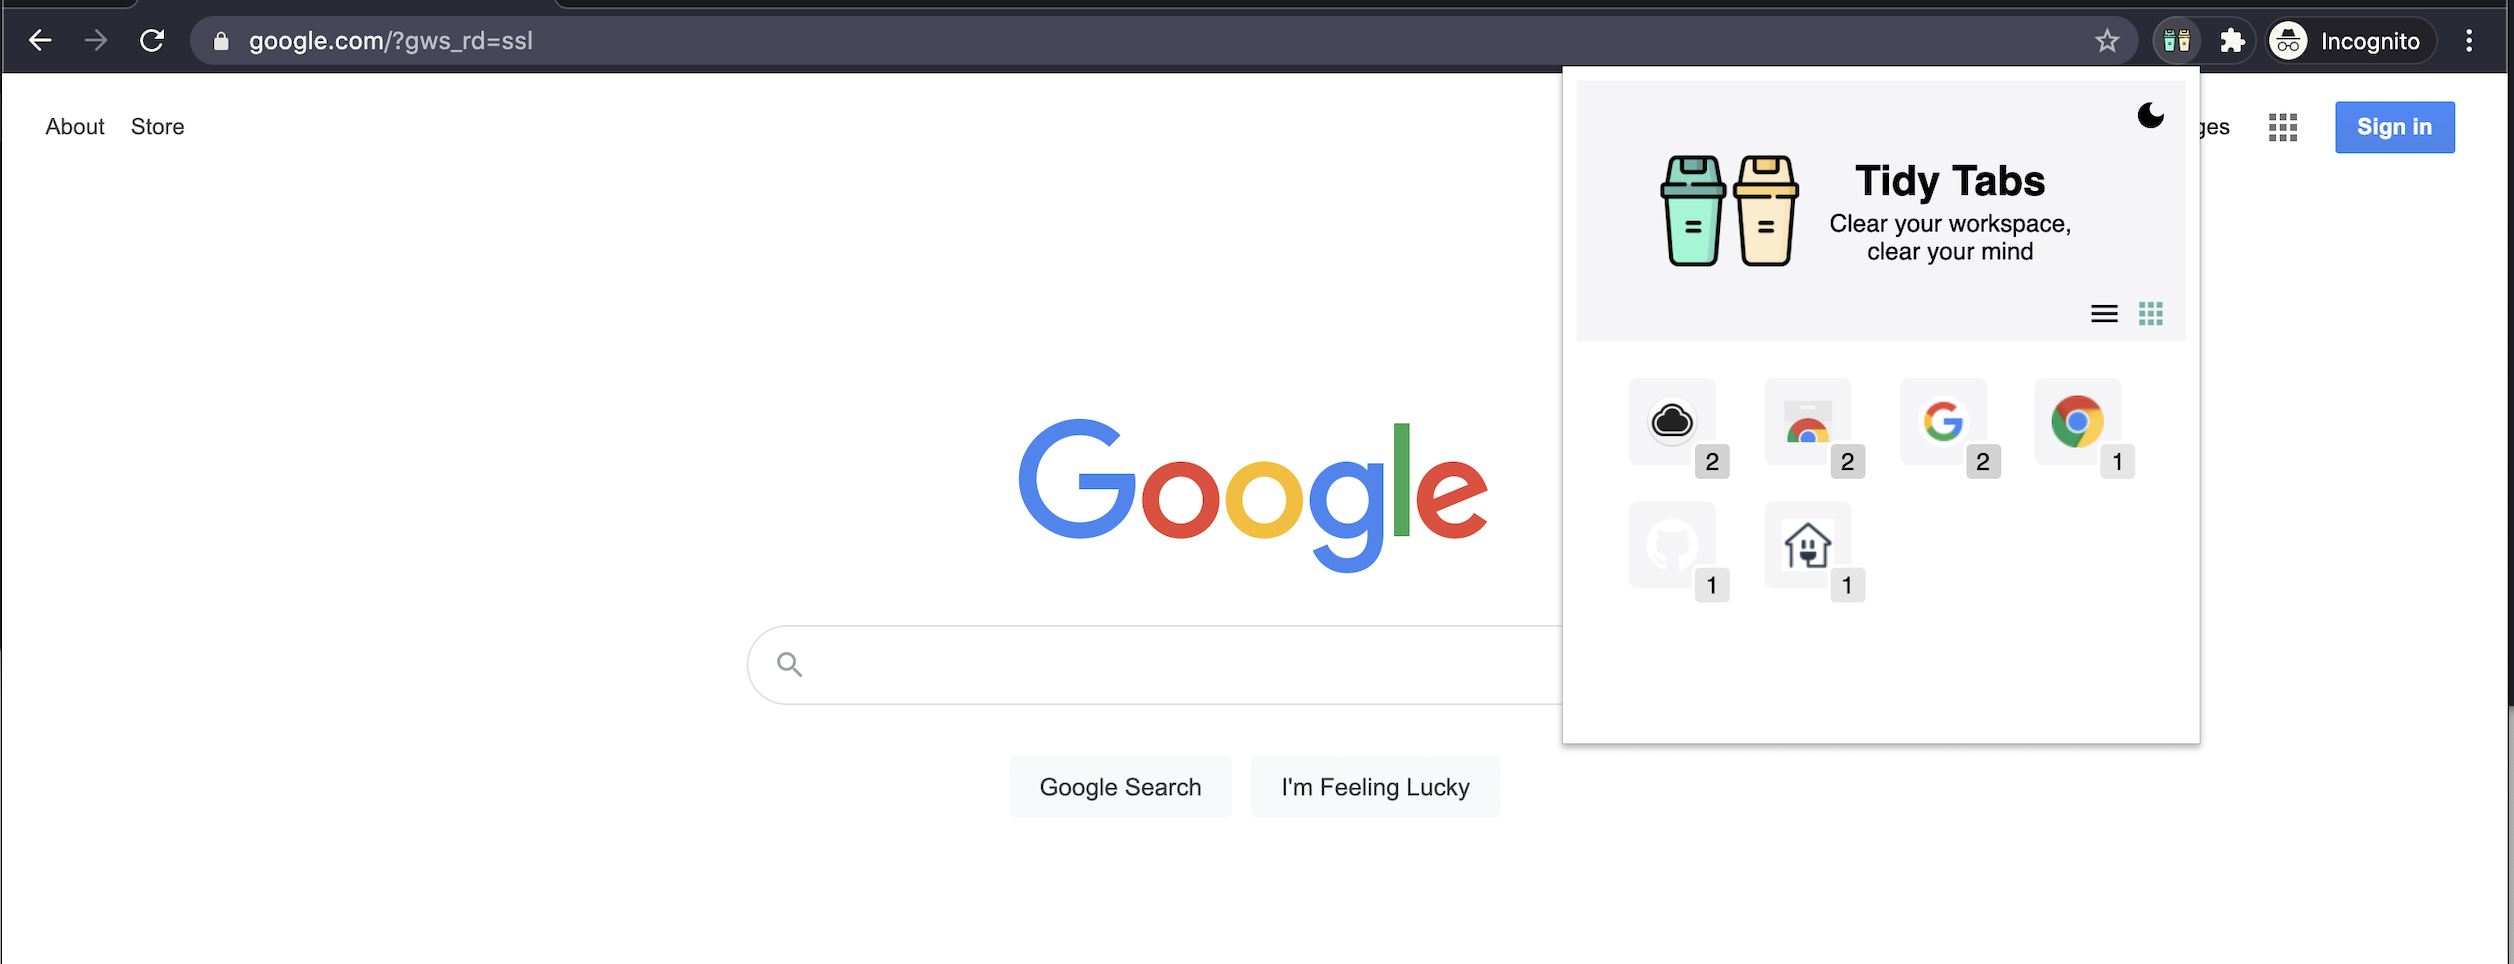 google.com/?gws_rd=ssl
Incognito
About
Store
Sign in
Tidy Tabs
Clear your workspace,
clear your mind
2
2
2
1
1
1
Google
Google Search
I'm Feeling Lucky